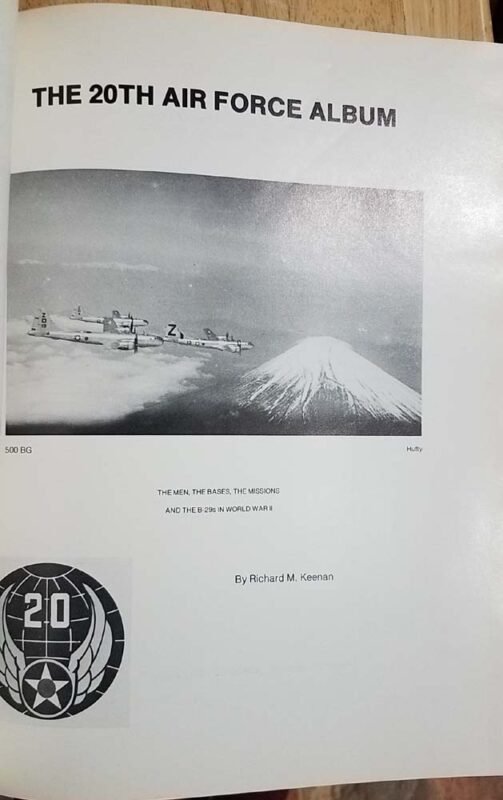 THE 20TH AIR FORCE ALBUM
Z
500 BG
Huffy
THE MEN, THE BASES, THE MISSIONS
AND THE B-29s IN WORLD WAR II
By Richard M. Keenan
20